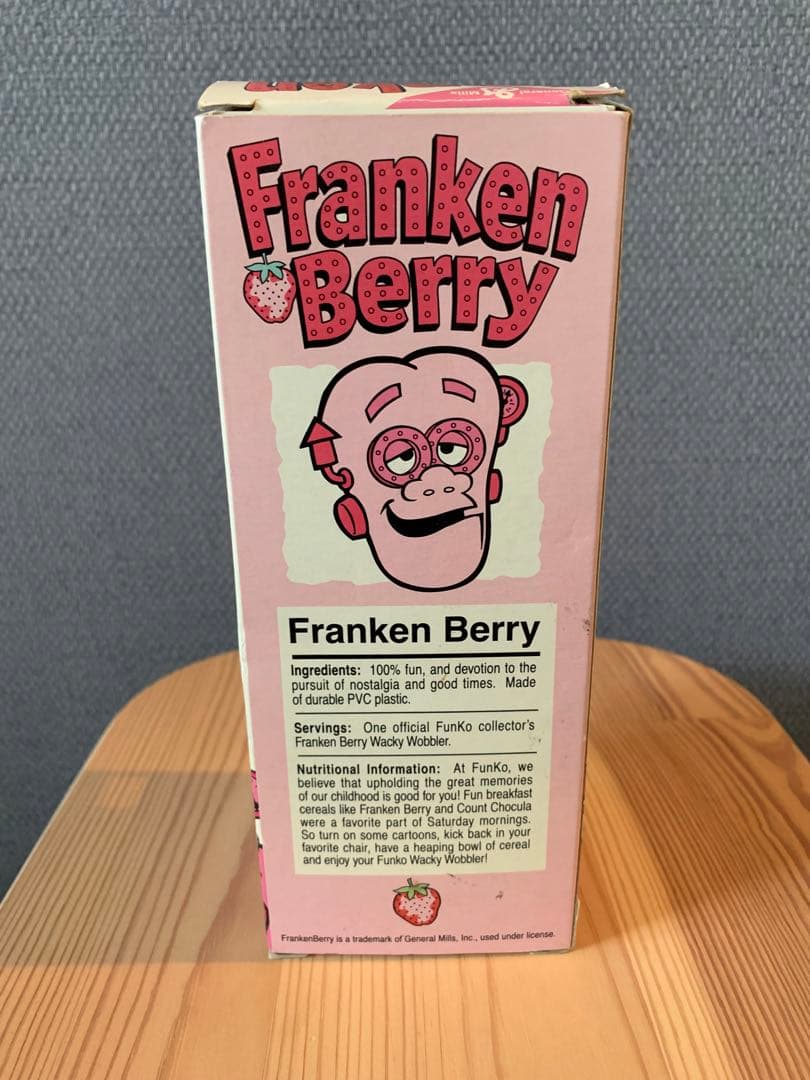 General
Mills
Franken
Berry
Franken Berry
Ingredients: 100% fun, and devotion to the
pursuit of nostalgia and good times. Made
of durable PVC plastic.
Servings: One official FunKo collector's
Franken Berry Wacky Wobbler.
Nutritional Information: At FunKo, we
believe that upholding the great memories
of our childhood is good for you! Fun breakfast
cereals like Franken Berry and Count Chocula
were a favorite part of Saturday mornings.
So turn on some cartoons, kick back in your
favorite chair, have a heaping bowl of cereal
and enjoy your Funko Wacky Wobbler!
FrankenBerry is a trademark of General Mills, Inc., used under license.